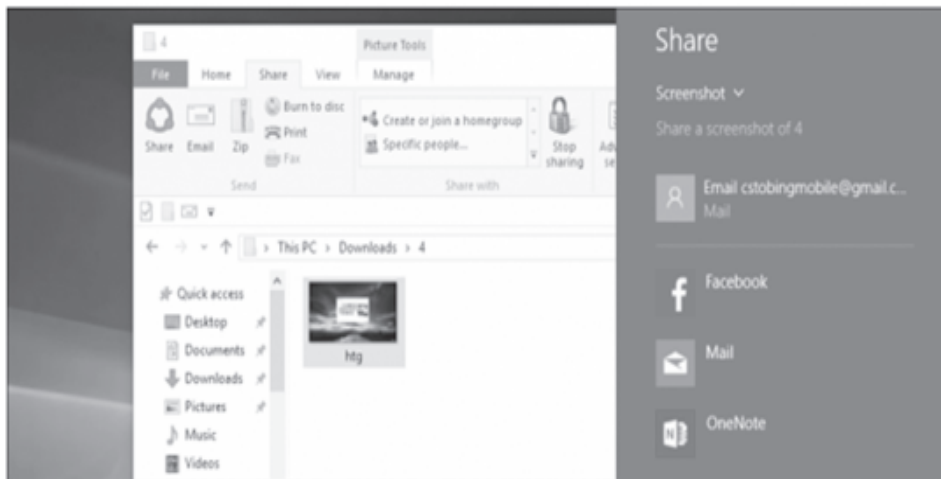 4
Picture Tools
File Home Share View Manage
Share
Email
Zip
Burn to disc
Print
Fax
Send
Create or join a homegroup
Specific people...
Share with
Stop
sharing
This PC > Downloads > 4
Quick access
Desktop
Documents
Downloads
Pictures
Music
Videos
htg
Share
Screenshot
Share a screenshot of 4
Email cstobingmobile@gmail.c...
Mail
Facebook
Mail
OneNote